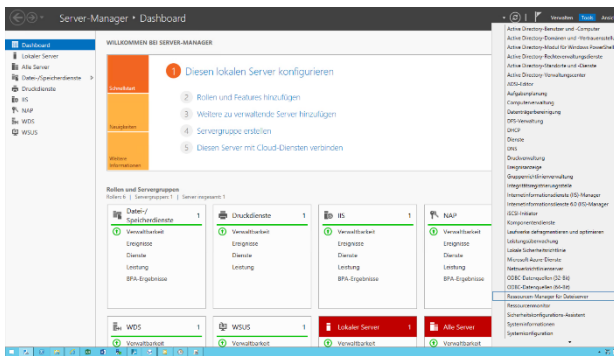 Server-Manager • Dashboard
Verwalten Tools
Dashboard
Lokaler Server
Alle Server
Datei-/Speicherdienste
Druckdienste
IIS
NAP
WDS
WSUS
WILLKOMMEN BEI SERVER-MANAGER
Schnellstart
Neuigkeiten
Weitere
Informationen
1 Diesen lokalen Server konfigurieren
2 Rollen und Features hinzufügen
3 Weitere zu verwaltende Server hinzufügen
4 Servergruppe erstellen
5 Diesen Server mit Cloud-Diensten verbinden
Rollen und Servergruppen
Rollen: 6 | Servergruppen: 1 | Server insgesamt: 1
Datei-/
Speicherdienste 1
Verwaltbarkeit
Ereignisse
Dienste
Leistung
BPA-Ergebnisse
Druckdienste 1
Verwaltbarkeit
Ereignisse
Dienste
Leistung
BPA-Ergebnisse
IIS 1
Verwaltbarkeit
Ereignisse
Dienste
Leistung
BPA-Ergebnisse
NAP 1
Verwaltbarkeit
Ereignisse
Dienste
Leistung
BPA-Ergebnisse
WDS 1
Verwaltbarkeit
WSUS 1
Verwaltbarkeit
Lokaler Server 1
Verwaltbarkeit
Alle Server 1
Verwaltbarkeit
Active Directory-Benutzer und -Computer
Active Directory-Domänen und -Vertrauensstell
Active Directory-Modul für Windows PowerShell
Active Directory-Rechteverwaltungsdienste
Active Directory-Standorte und -Dienste
Active Directory-Verwaltungscenter
ADSI-Editor
Aufgabenplanung
Computerverwaltung
Datenträgerbereinigung
DFS-Verwaltung
DHCP
Dienste
DNS
Druckverwaltung
Ereignisanzeige
Gruppenrichtlinienverwaltung
Integritätsregistrierungsstelle
Internetinformationsdienste (IIS)-Manager
Internetinformationsdienste 6.0 (IIS)-Manager
iSCSI-Initiator
Komponentendienste
Laufwerke defragmentieren und optimieren
Leistungsüberwachung
Lokale Sicherheitsrichtlinie
Microsoft Azure-Dienste
Netzwerkrichtlinienserver
ODBC-Datenquellen (32-Bit)
ODBC-Datenquellen (64-Bit)
Ressourcen-Manager für Dateiserver
Ressourcenmonitor
Sicherheitskonfigurations-Assistent
Systeminformationen
Systemkonfiguration